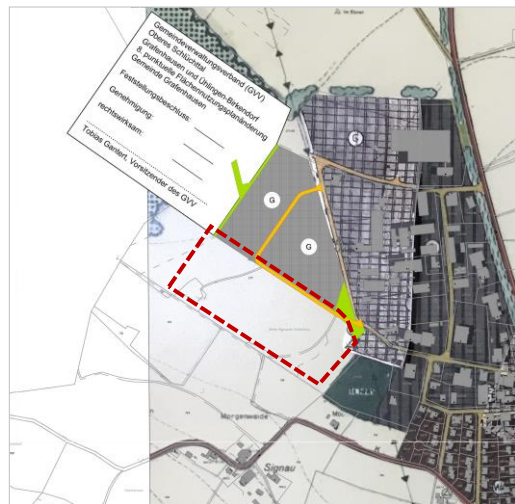 Gemeindeverwaltungsverband (GVV)
Oberes Schlüchttal
Grafenhausen und Ühlingen-Birkendorf
8. punktuelle Flächennutzungsplanänderung
Gemeinde Grafenhausen
Feststellungsbeschluss:
Genehmigung:
rechtswirksam:
Tobias Gantert, Vorsitzender des GVV
G
G
G
Morgenweide
Signau